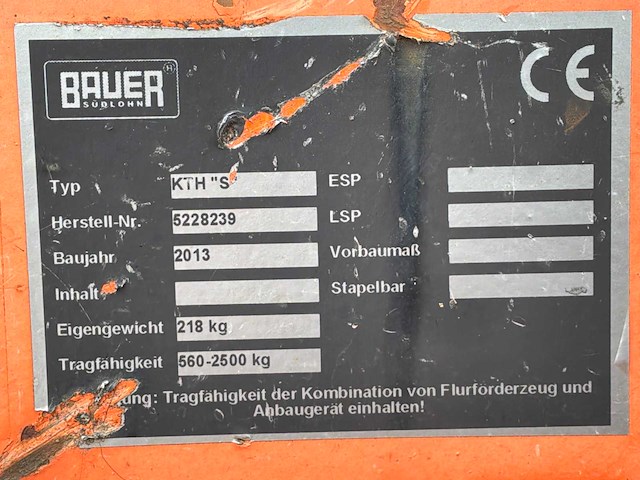 BAUER
SÜDLOHN
CE
Typ KTH "S" ESP
Herstell-Nr. 5228239 LSP
Baujahr 2013 Vorbaumaß
Inhalt Stapelbar
Eigengewicht 218 kg
Tragfähigkeit 560-2500 kg
Tragfähigkeit der Kombination von Flurförderzeug und
Anbaugerät einhalten!